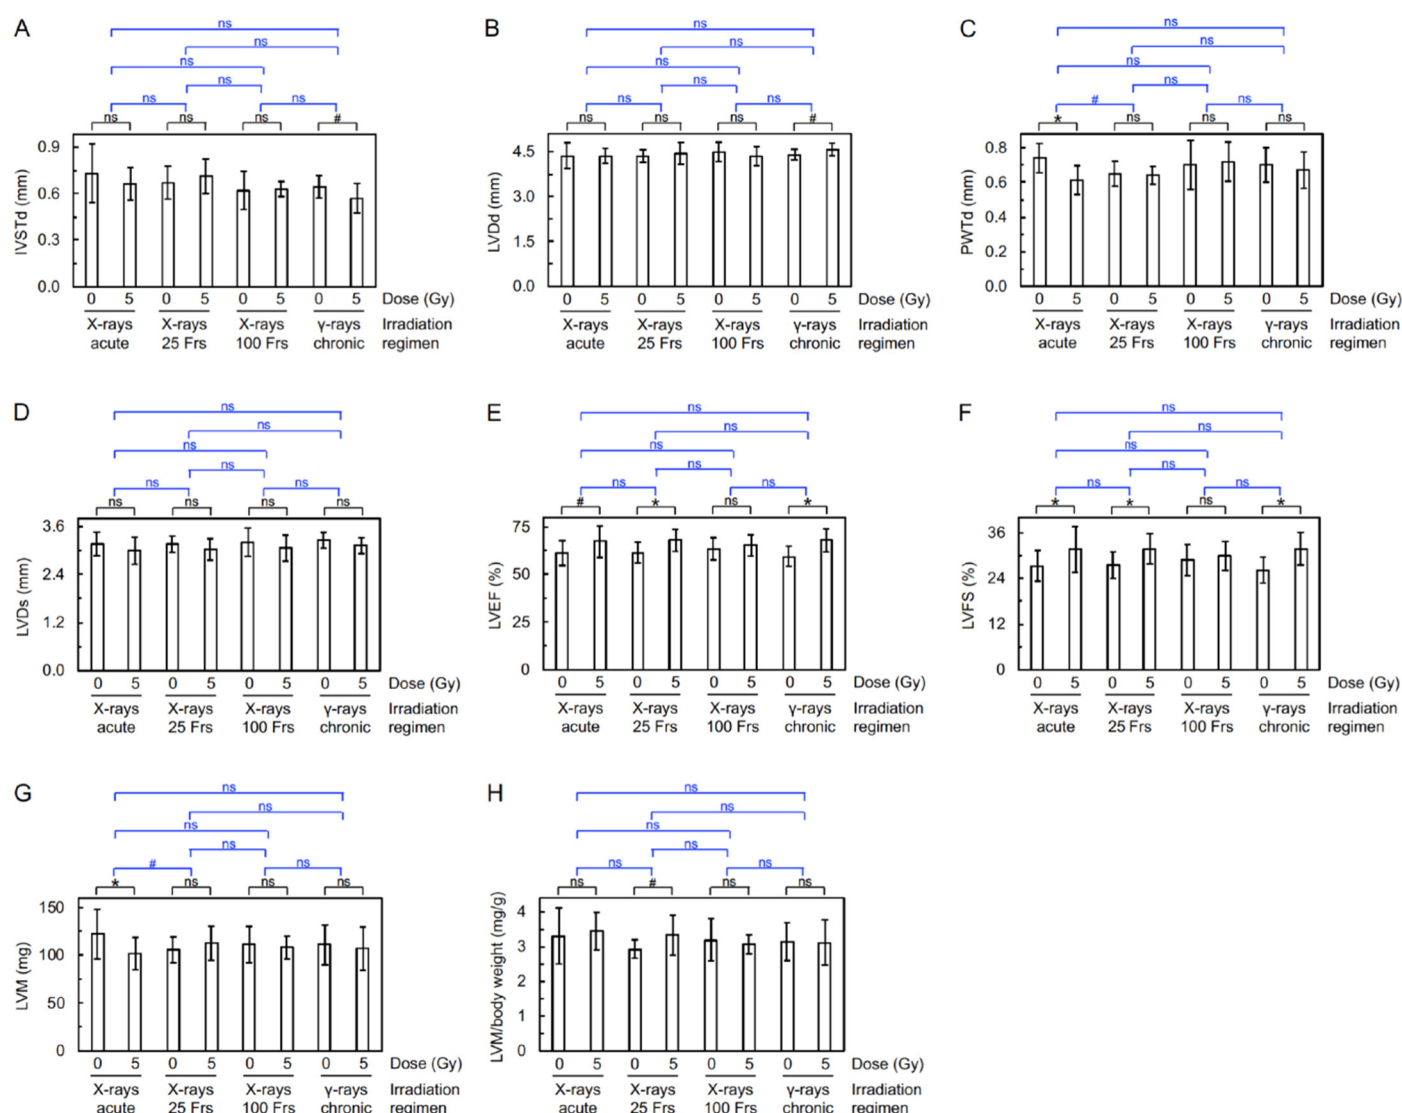 A
ns
ns
ns
ns
ns
ns
ns
ns
ns
#
IVSTd (mm)
0.9
0.6
0.3
0.0
0 5 0 5 0 5 0 5 Dose (Gy)
X-rays X-rays X-rays γ-rays Irradiation
acute 25 Frs 100 Frs chronic regimen
B
ns
ns
ns
ns
ns
ns
ns
ns
ns
#
LVDd (mm)
4.5
3.0
1.5
0.0
0 5 0 5 0 5 0 5 Dose (Gy)
X-rays X-rays X-rays γ-rays Irradiation
acute 25 Frs 100 Frs chronic regimen
C
ns
ns
ns
ns
#
ns
*
ns
ns
ns
PWTd (mm)
0.8
0.6
0.4
0.2
0.0
0 5 0 5 0 5 0 5 Dose (Gy)
X-rays X-rays X-rays γ-rays Irradiation
acute 25 Frs 100 Frs chronic regimen
D
ns
ns
ns
ns
ns
ns
ns
ns
ns
ns
LVDs (mm)
3.6
2.4
1.2
0.0
0 5 0 5 0 5 0 5 Dose (Gy)
X-rays X-rays X-rays γ-rays Irradiation
acute 25 Frs 100 Frs chronic regimen
E
ns
ns
ns
ns
ns
ns
#
*
ns
*
LVEF (%)
75
50
25
0
0 5 0 5 0 5 0 5 Dose (Gy)
X-rays X-rays X-rays γ-rays Irradiation
acute 25 Frs 100 Frs chronic regimen
F
ns
ns
ns
ns
ns
ns
*
*
ns
*
LVFS (%)
36
24
12
0
0 5 0 5 0 5 0 5 Dose (Gy)
X-rays X-rays X-rays γ-rays Irradiation
acute 25 Frs 100 Frs chronic regimen
G
ns
ns
ns
ns
#
ns
*
ns
ns
ns
LVM (mg)
150
100
50
0
0 5 0 5 0 5 0 5 Dose (Gy)
X-rays X-rays X-rays γ-rays Irradiation
acute 25 Frs 100 Frs chronic regimen
H
ns
ns
ns
ns
ns
ns
ns
#
ns
ns
LVM/body weight (mg/g)
4
3
2
1
0
0 5 0 5 0 5 0 5 Dose (Gy)
X-rays X-rays X-rays γ-rays Irradiation
acute 25 Frs 100 Frs chronic regimen